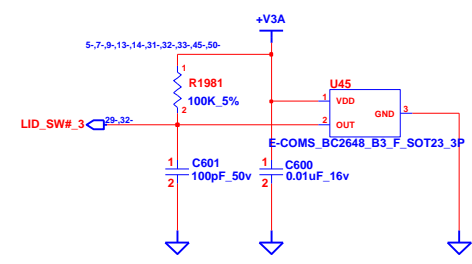 +V3A
5-,7-,9-,13-,14-,31-,32-,33-,45-,50-
1
R1981
100K_5%
2
U45
1 VDD
GND 3
2 OUT
E-COMS_BC2648_B3_F_SOT23_3P
LID_SW#_3 29-,32-
1 C601
2 100pF_50v
1 C600
2 0.01uF_16v